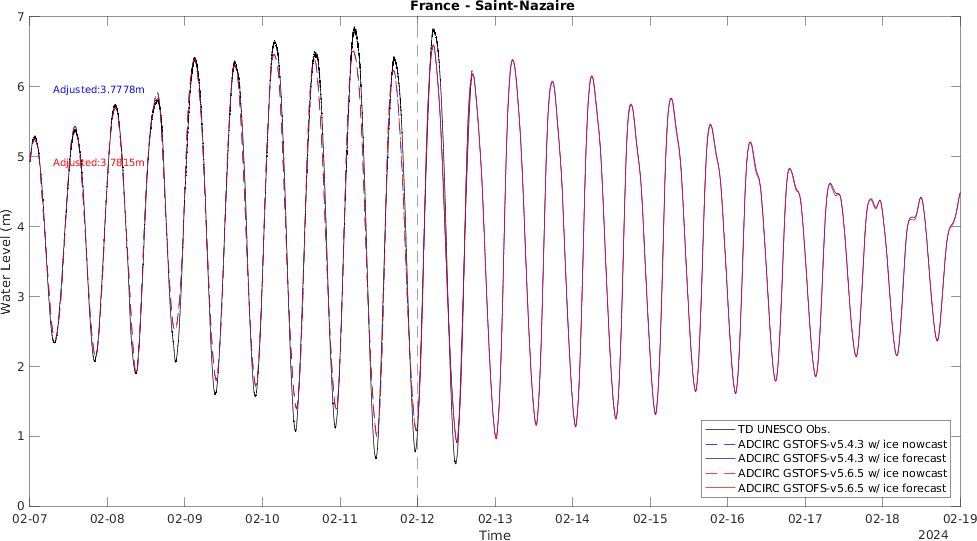 France - Saint-Nazaire
7
6
5
4
3
2
1
0
Water Level (m)
Adjusted:3.7778m
Adjusted:3.7815m
TD UNESCO Obs.
ADCIRC GSTOFS-v5.4.3 w/ ice nowcast
ADCIRC GSTOFS-v5.4.3 w/ ice forecast
ADCIRC GSTOFS-v5.6.5 w/ ice nowcast
ADCIRC GSTOFS-v5.6.5 w/ ice forecast
02-07 02-08 02-09 02-10 02-11 02-12 02-13 02-14 02-15 02-16 02-17 02-18 02-19
Time
2024